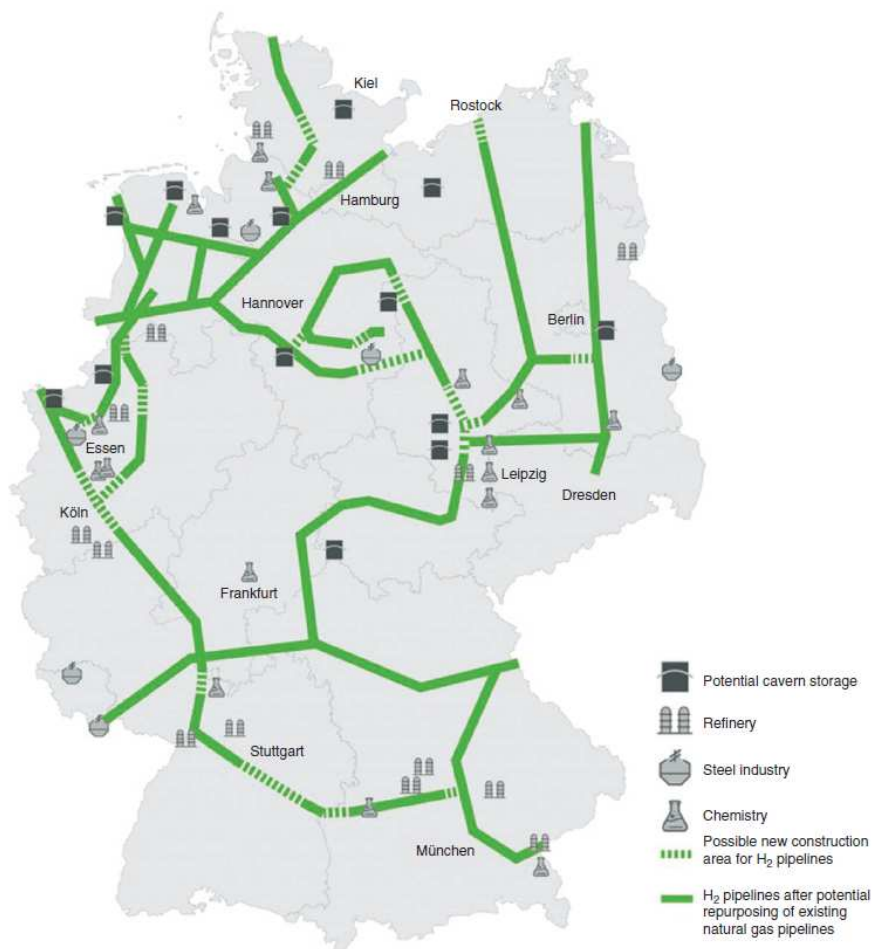 Kiel
Rostock
Hamburg
Hannover
Berlin
Essen
Leipzig
Dresden
Köln
Frankfurt
Stuttgart
München
Potential cavern storage
Refinery
Steel industry
Chemistry
Possible new construction
area for H₂ pipelines
H₂ pipelines after potential
repurposing of existing
natural gas pipelines